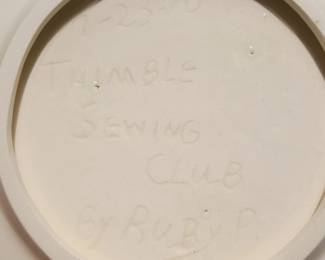 THIMBLE
SEWING
CLUB
By RUBY P.